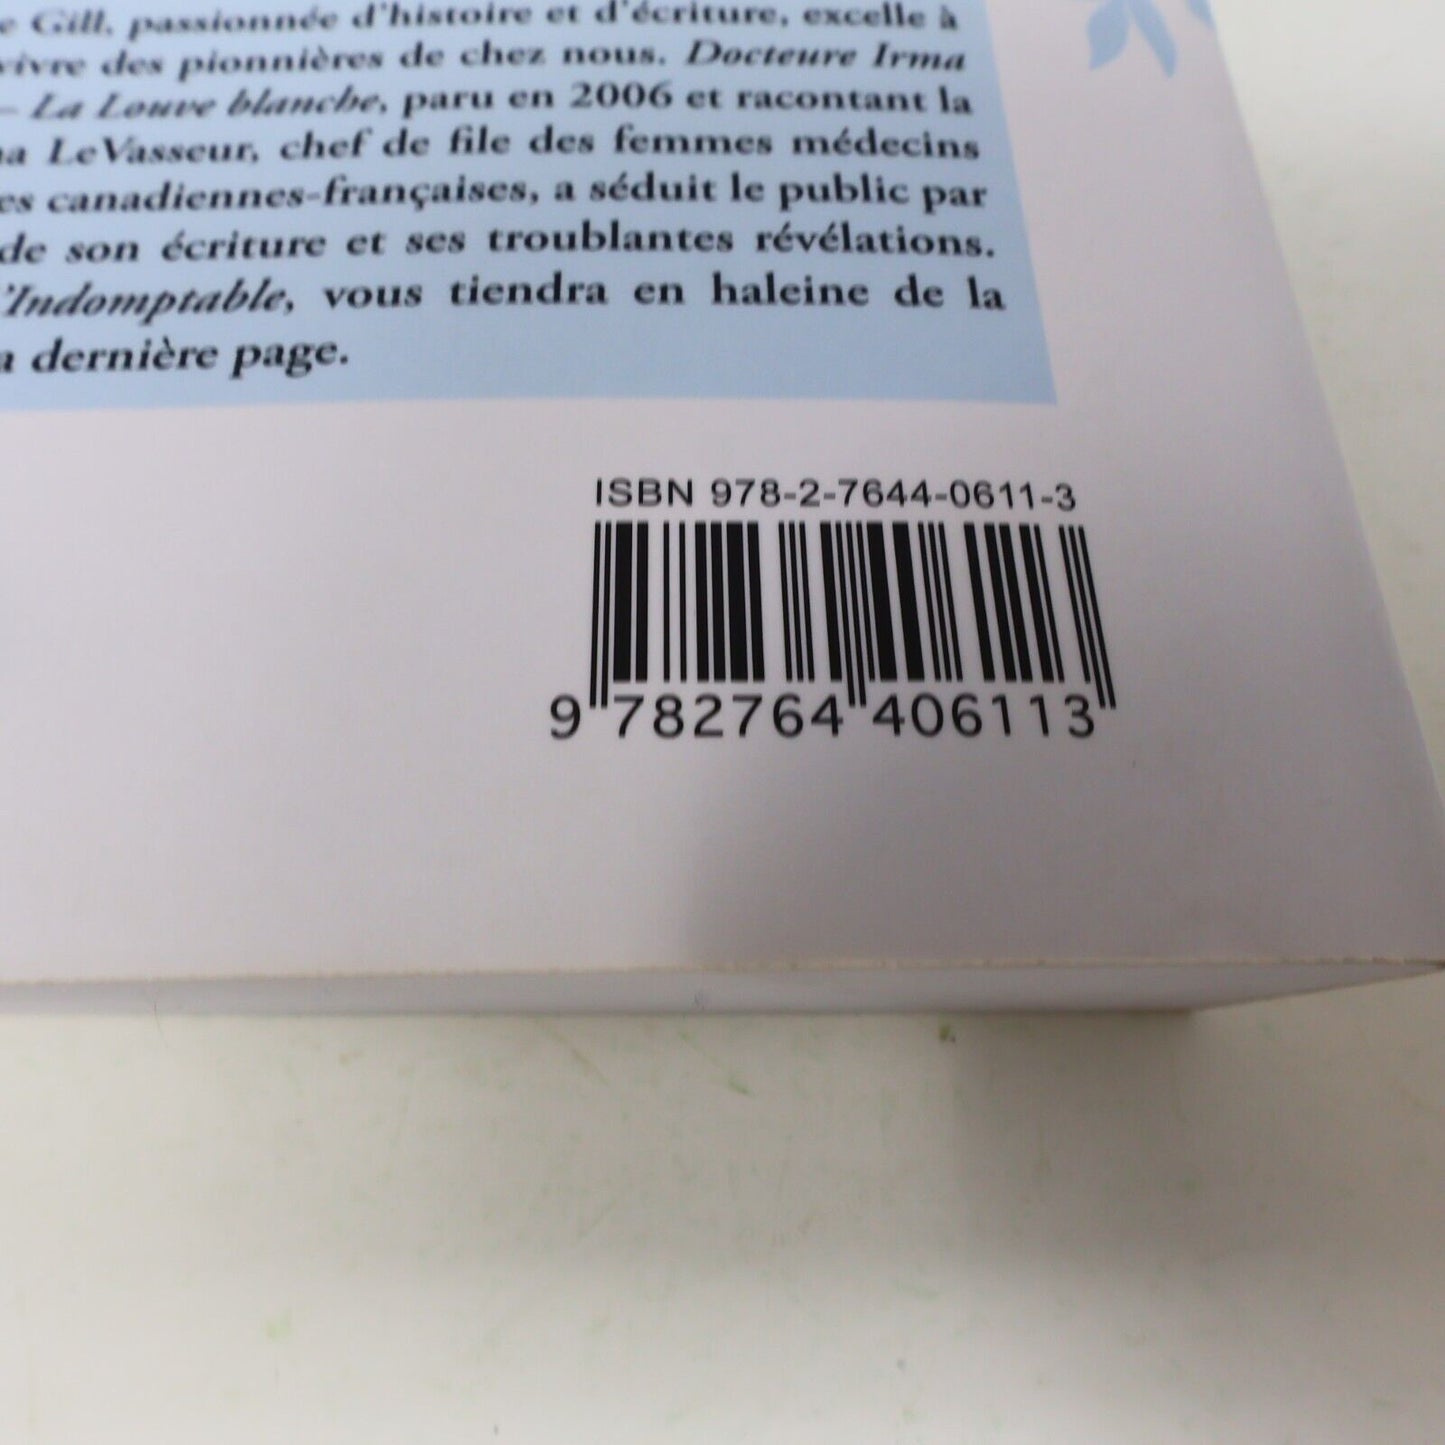 e Gill, passionnée d'histoire et d'écriture, excelle à
vivre des pionnières de chez nous. Docteure Irma
– La Louve blanche, paru en 2006 et racontant la
a LeVasseur, chef de file des femmes médecins
es canadiennes-françaises, a séduit le public par
de son écriture et ses troublantes révélations.
'Indomptable, vous tiendra en haleine de la
a dernière page.
ISBN 978-2-7644-0611-3
9 782764 406113